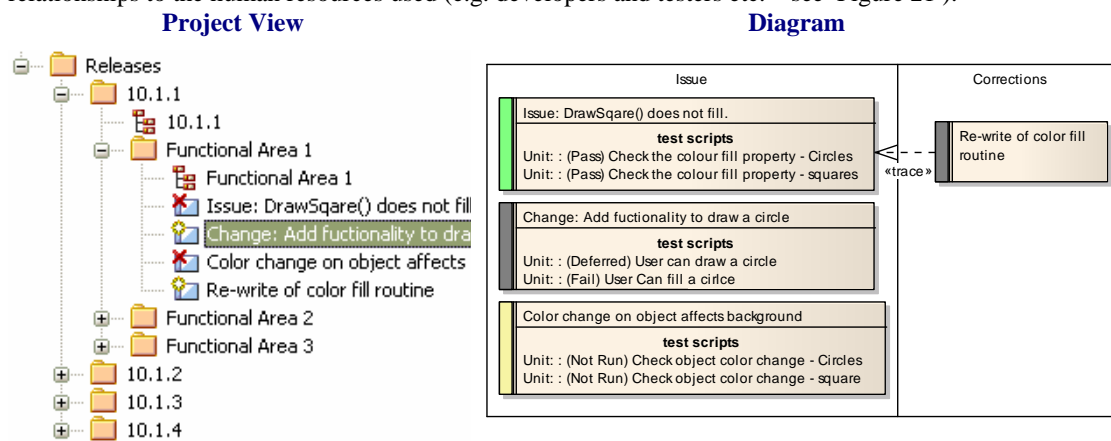 relationships to the human resources used (e.g. developers and testers etc. - see Figure 21 ).
Project View
Diagram
Releases
10.1.1
10.1.1
Functional Area 1
Functional Area 1
Issue: DrawSqare() does not fil
Change: Add fuctionality to dra
Color change on object affects
Re-write of color fill routine
Functional Area 2
Functional Area 3
10.1.2
10.1.3
10.1.4
Issue
Corrections
Issue: DrawSqare() does not fill.
test scripts
Unit: : (Pass) Check the colour fill property - Circles
Unit: : (Pass) Check the colour fill property - squares
«trace»
Re-write of color fill
routine
Change: Add fuctionality to draw a circle
test scripts
Unit: : (Deferred) User can draw a circle
Unit: : (Fail) User Can fill a cirlce
Color change on object affects background
test scripts
Unit: : (Not Run) Check object color change - Circles
Unit: : (Not Run) Check object color change - square